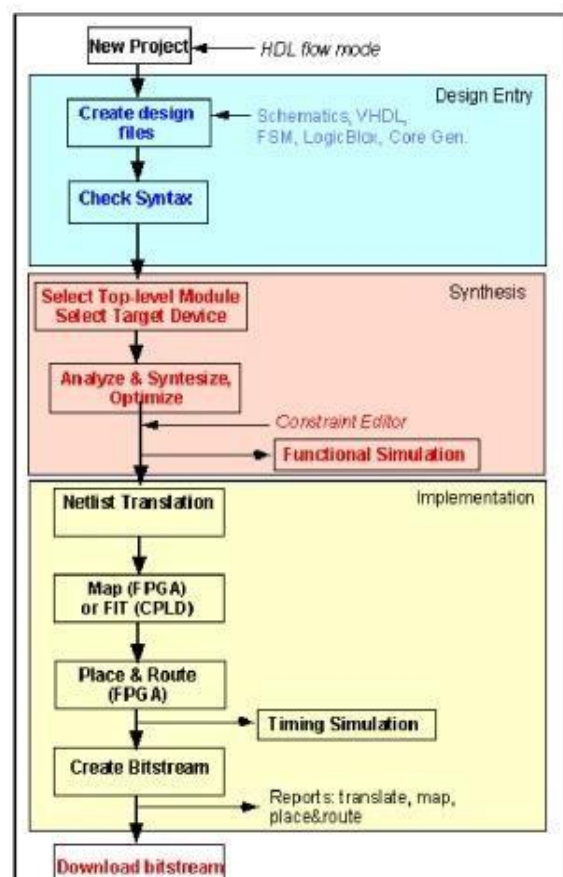 New Project
HDL flow mode
Design Entry
Create design
files
Schematics, VHDL,
FSM, LogicBlox, Core Gen.
Check Syntax
Synthesis
Select Top-level Module
Select Target Device
Analyze & Syntesize,
Optimize
Constraint Editor
Functional Simulation
Implementation
Netlist Translation
Map (FPGA)
or FIT (CPLD)
Place & Route
(FPGA)
Timing Simulation
Create Bitstream
Reports: translate, map,
place&route
Download bitstream